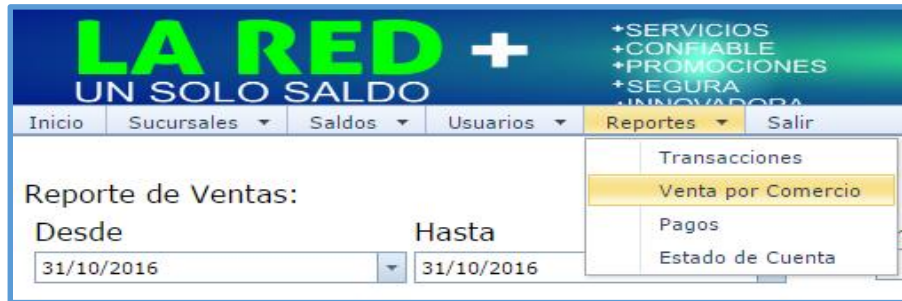 LA RED +
UN SOLO SALDO
+SERVICIOS
+CONFIABLE
+PROMOCIONES
+SEGURA
+INNOVADORA
Inicio Sucursales Saldos Usuarios Reportes Salir
Transacciones
Venta por Comercio
Pagos
Estado de Cuenta
Reporte de Ventas:
Desde Hasta
31/10/2016 31/10/2016